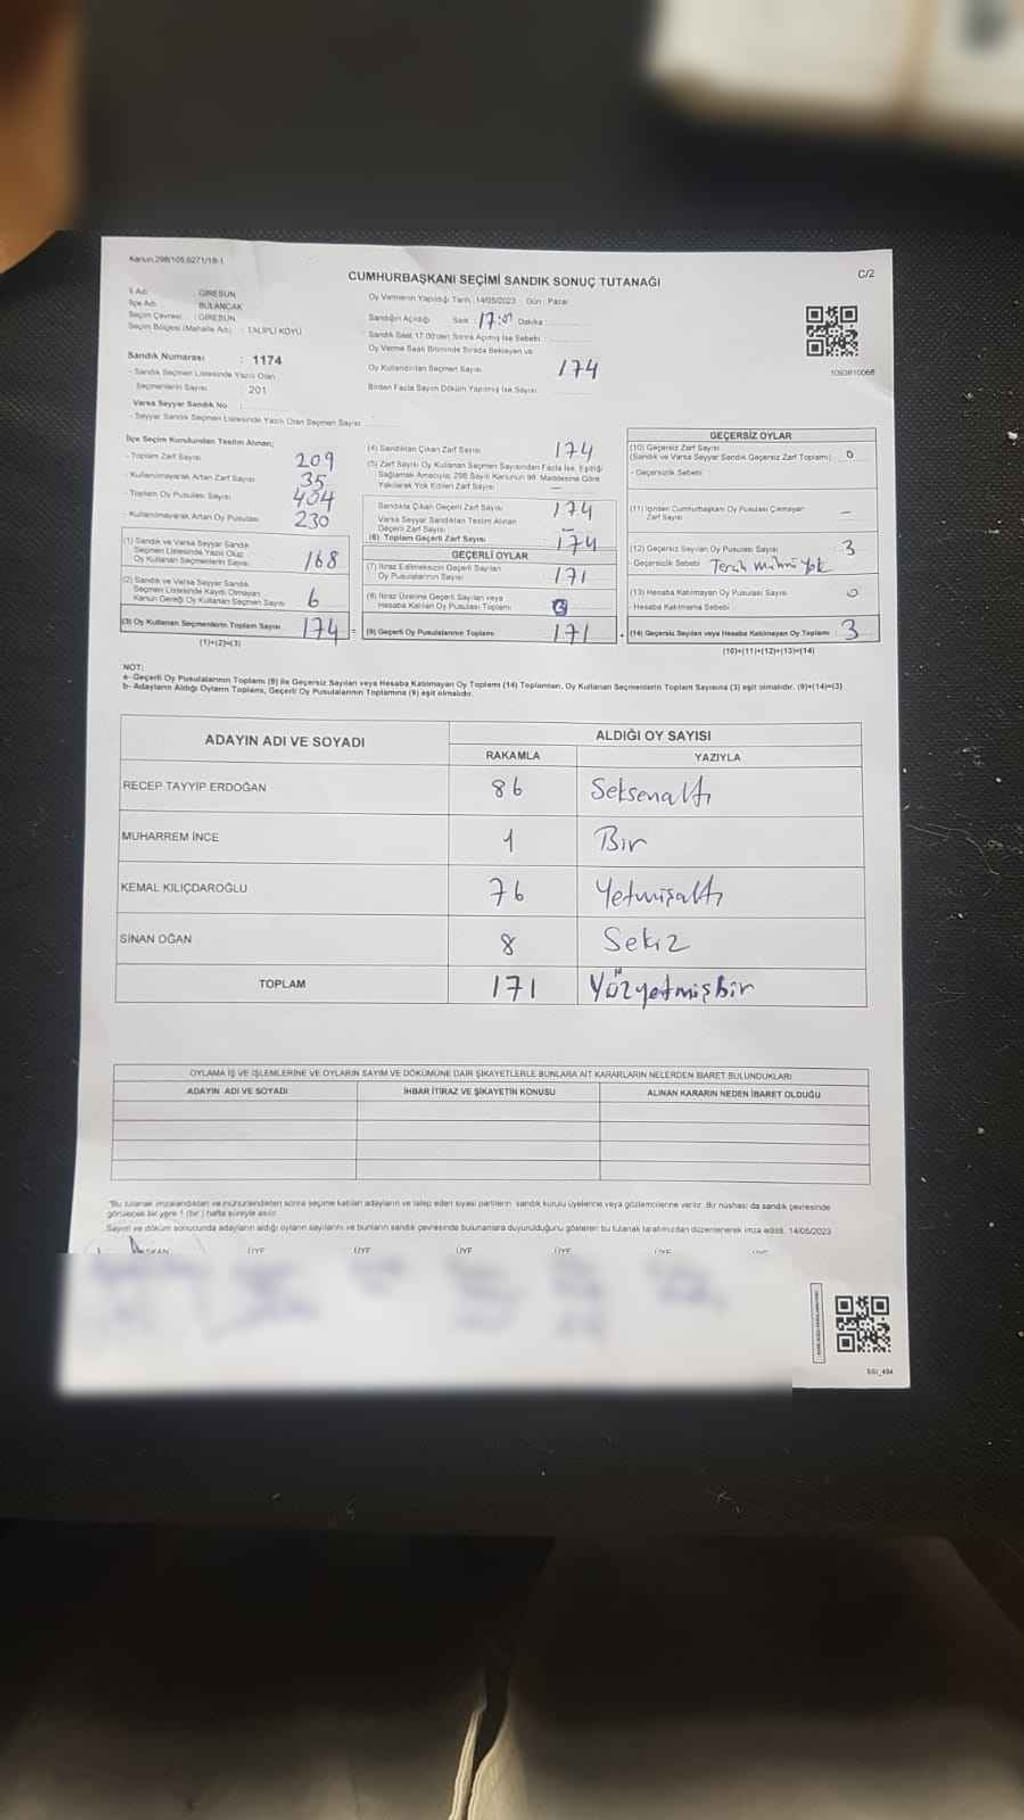 Kanun 298/105,6271/18-1
CUMHURBAŞKANI SEÇİMİ SANDIK SONUÇ TUTANAĞI
C/2
İl Adı : GİRESUN
İlçe Adı : BULANCAK
Seçim Çevresi : GİRESUN
Seçim Bölgesi (Mahalle Adı) : TALİPLİ KÖYÜ
Sandık Numarası : 1174
- Sandık Seçmen Listesinde Yazılı Olan
Seçmenlerin Sayısı 201
Varsa Seyyar Sandık No :
- Seyyar Sandık Seçmen Listesinde Yazılı Olan Seçmen Sayısı
Oy Vermenin Yapıldığı Tarih : 14/05/2023 Gün : Pazar
Sandığın Açıldığı Saat : 17:01 Dakika :
Sandık Saat 17:00'den Sonra Açılmış İse Sebebi :
Oy Verme Saati Bitiminde Sırada Bekleyen ve
Oy Kullandırılan Seçmen Sayısı 174
Birden Fazla Sayım Döküm Yapılmış İse Sayısı
İlçe Seçim Kurulundan Teslim Alınan;
- Toplam Zarf Sayısı 209
- Kullanılmayarak Artan Zarf Sayısı 35
- Toplam Oy Pusulası Sayısı 404
- Kullanılmayarak Artan Oy Pusulası 230
(1) Sandık ve Varsa Seyyar Sandık
Seçmen Listesinde Yazılı Olup
Oy Kullanan Seçmenlerin Sayısı 168
(2) Sandık ve Varsa Seyyar Sandık
Seçmen Listesinde Kayıtlı Olmayan
Kanun Gereği Oy Kullanan Seçmen Sayısı 6
(3) Oy Kullanan Seçmenlerin Toplam Sayısı 174 =
(1)+(2)=(3)
(4) Sandıktan Çıkan Zarf Sayısı 174
(5) Zarf Sayısı Oy Kullanan Seçmen Sayısından Fazla İse, Eşitliği
Sağlamak Amacıyla; 298 Sayılı Kanunun 98. Maddesine Göre
Yakılarak Yok Edilen Zarf Sayısı –
Sandıkta Çıkan Geçerli Zarf Sayısı 174
Varsa Seyyar Sandıktan Teslim Alınan
Geçerli Zarf Sayısı –
(6) Toplam Geçerli Zarf Sayısı 174
GEÇERLİ OYLAR
(7) İtiraz Edilmeksizin Geçerli Sayılan
Oy Pusulalarının Sayısı 171
(8) İtiraz Üzerine Geçerli Sayılan veya
Hesaba Katılan Oy Pusulası Toplamı
(9) Geçerli Oy Pusulalarının Toplamı 171 +
GEÇERSİZ OYLAR
(10) Geçersiz Zarf Sayısı
(Sandık ve Varsa Seyyar Sandık Geçersiz Zarf Toplamı) 0
- Geçersizlik Sebebi
(11) İçinden Cumhurbaşkanı Oy Pusulası Çıkmayan
Zarf Sayısı –
(12) Geçersiz Sayılan Oy Pusulası Sayısı 3
- Geçersizlik Sebebi Tercih Mührü Yok
(13) Hesaba Katılmayan Oy Pusulası Sayısı 0
- Hesaba Katılmama Sebebi
(14) Geçersiz Sayılan veya Hesaba Katılmayan Oy Toplamı 3
(10)+(11)+(12)+(13)=(14)
NOT:
a- Geçerli Oy Pusulalarının Toplamı (9) ile Geçersiz Sayılan veya Hesaba Katılmayan Oy Toplamı (14) Toplamları, Oy Kullanan Seçmenlerin Toplam Sayısına (3) eşit olmalıdır. (9)+(14)=(3)
b- Adayların Aldığı Oyların Toplamı, Geçerli Oy Pusulalarının Toplamına (9) eşit olmalıdır.
ADAYIN ADI VE SOYADI
ALDIĞI OY SAYISI
RAKAMLA YAZIYLA
RECEP TAYYİP ERDOĞAN 86 Seksenaltı
MUHARREM İNCE 1 Bir
KEMAL KILIÇDAROĞLU 76 Yetmişaltı
SİNAN OĞAN 8 Sekiz
TOPLAM 171 Yüzyetmişbir
OYLAMA İŞ VE İŞLEMLERİNE VE OYLARIN SAYIM VE DÖKÜMÜNE DAİR ŞİKAYETLERLE BUNLARA AİT KARARLARIN NELERDEN İBARET BULUNDUKLARI
ADAYIN ADI VE SOYADI İHBAR İTİRAZ VE ŞİKAYETİN KONUSU ALINAN KARARIN NEDEN İBARET OLDUĞU
*Bu tutanak imzalandıktan ve mühürlendikten sonra seçime katılan adayların ve talep eden siyasi partilerin sandık kurulu üyelerine veya gözlemcilerine verilir. Bir nüshası da sandık çevresinde
görülecek bir yere 1 (bir) hafta süreyle asılır.
Sayım ve döküm sonucunda adayların aldığı oyların sayılarını ve bunların sandık çevresinde bulunanlara duyurulduğunu gösteren bu tutanak tarafımızdan düzenlenerek imza edildi. 14/05/2023
BAŞKAN ÜYE ÜYE ÜYE ÜYE ÜYE ÜYE